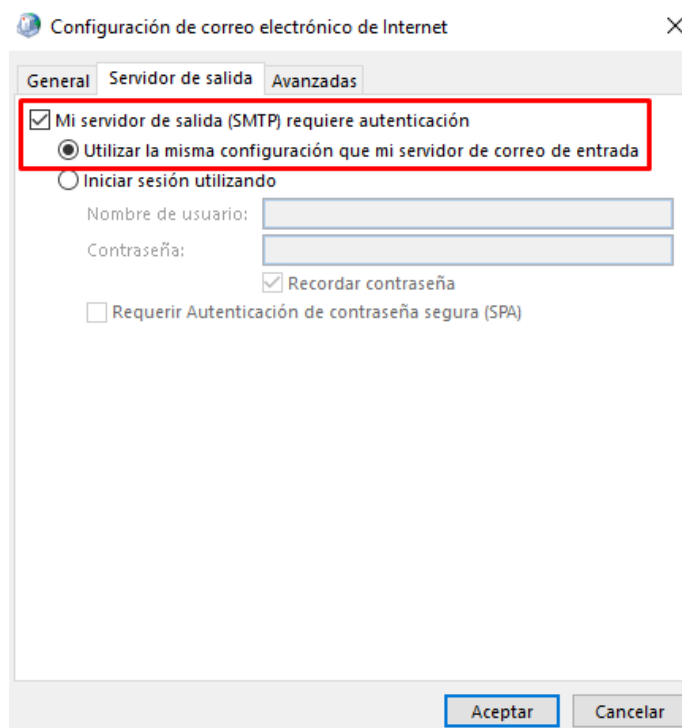 Configuración de correo electrónico de Internet
General Servidor de salida Avanzadas
Mi servidor de salida (SMTP) requiere autenticación
Utilizar la misma configuración que mi servidor de correo de entrada
Iniciar sesión utilizando
Nombre de usuario:
Contraseña:
Recordar contraseña
Requerir Autenticación de contraseña segura (SPA)
Aceptar Cancelar